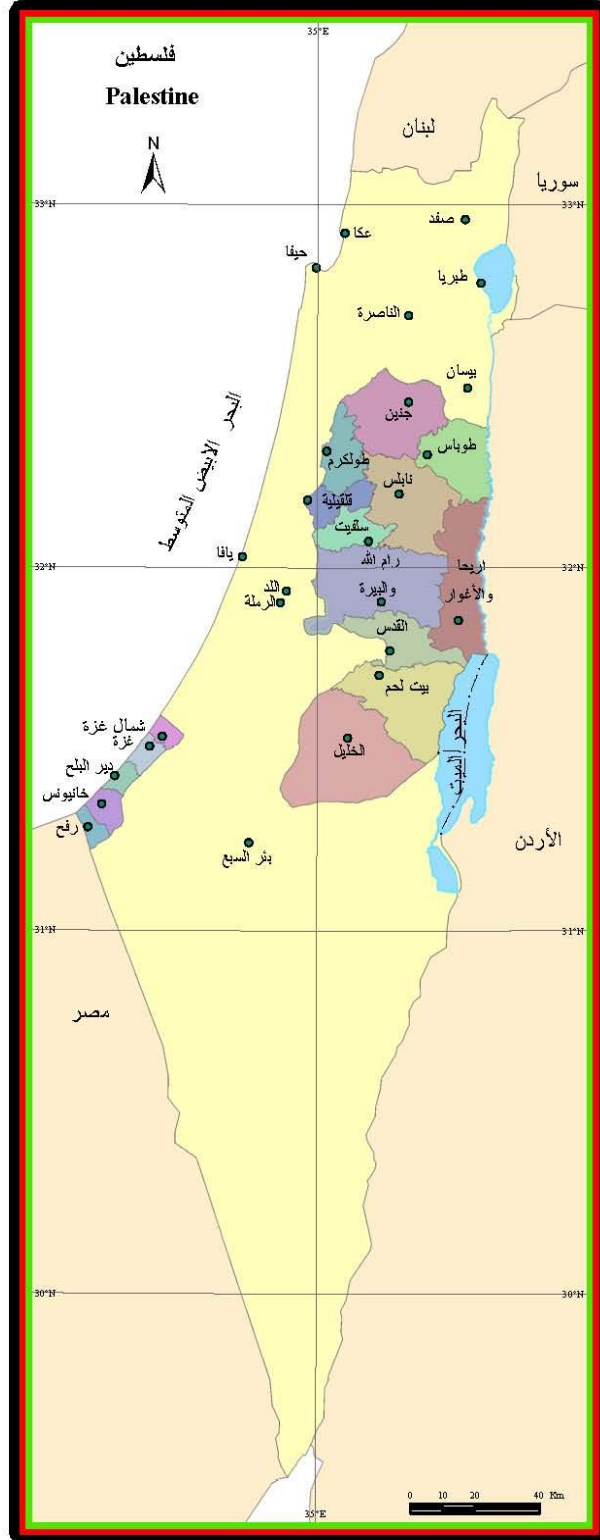 35°E
فلسطين
Palestine
N
لبنان
سوريا
33°N
33°N
صفد
عكا
حيفا
طبريا
الناصرة
بيسان
جنين
البحر الابيض المتوسط
طوباس
طولكرم
نابلس
قلقيلية
سلفيت
يافا
32°N
32°N
رام الله
والبيرة
اريحا
والأغوار
اللد
الرملة
القدس
بيت لحم
البحر الميت
شمال غزة
غزة
الخليل
دير البلح
خانيونس
رفح
الأردن
بئر السبع
31°N
31°N
مصر
30°N
30°N
0 10 20 40 Km
35°E